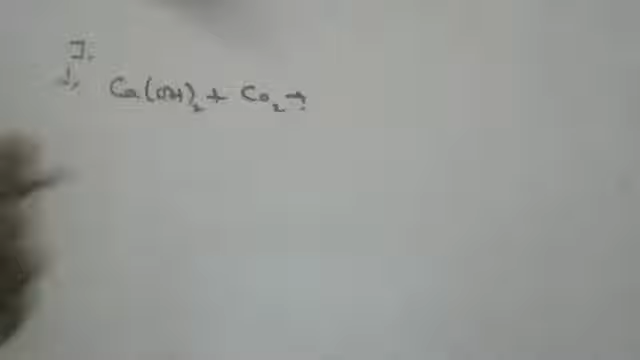 I.
1. Ca(OH)₂ + CO₂ →